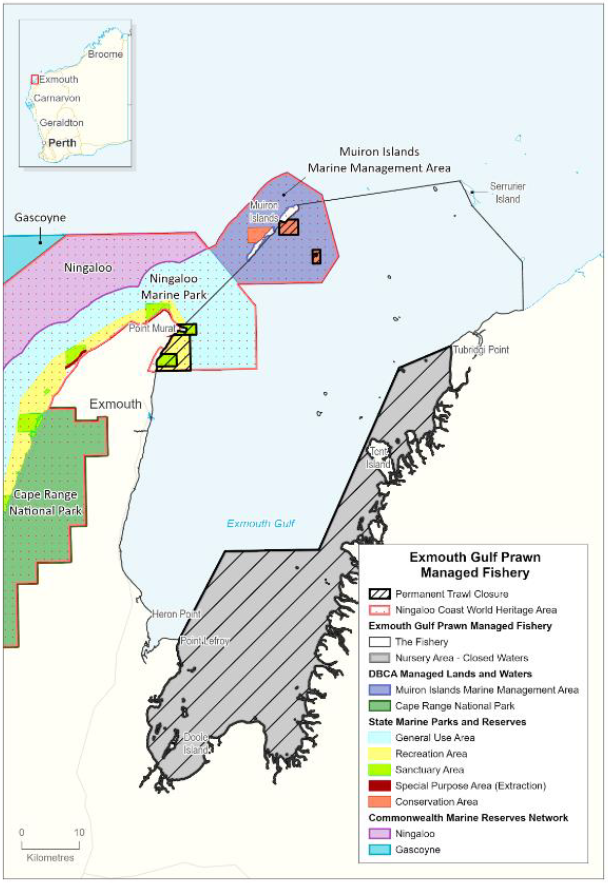 Broome
Exmouth
Carnarvon
Geraldton
Perth
Muiron Islands
Marine Management Area
Serrurier
Island
Muiron
Islands
Gascoyne
Ningaloo
Ningaloo
Marine Park
Point Murat
Tubridgi Point
Exmouth
Tent
Island
Cape Range
National Park
Exmouth Gulf
Heron Point
Point Lefroy
Doole
Island
Exmouth Gulf Prawn
Managed Fishery
Permanent Trawl Closure
Ningaloo Coast World Heritage Area
Exmouth Gulf Prawn Managed Fishery
The Fishery
Nursery Area - Closed Waters
DBCA Managed Lands and Waters
Muiron Islands Marine Management Area
Cape Range National Park
State Marine Parks and Reserves
General Use Area
Recreation Area
Sanctuary Area
Special Purpose Area (Extraction)
Conservation Area
Commonwealth Marine Reserves Network
Ningaloo
Gascoyne
0 10
Kilometres